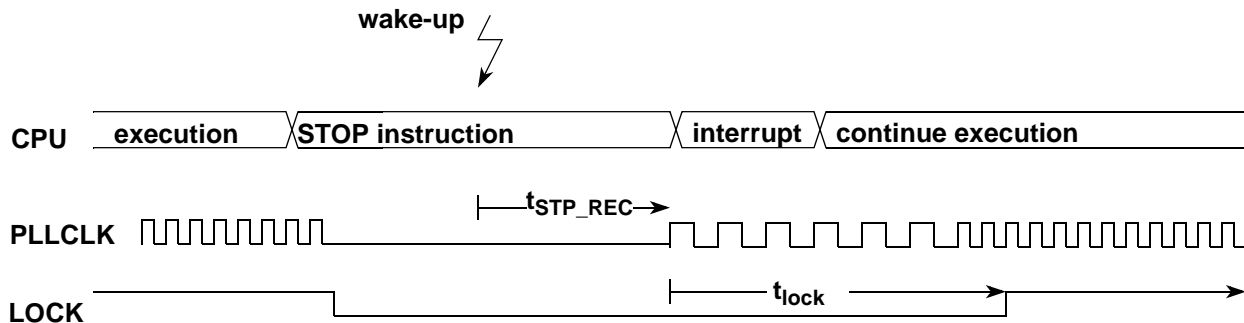 wake-up
CPU execution STOP instruction interrupt continue execution
tSTP_REC
PLLCLK
tlock
LOCK